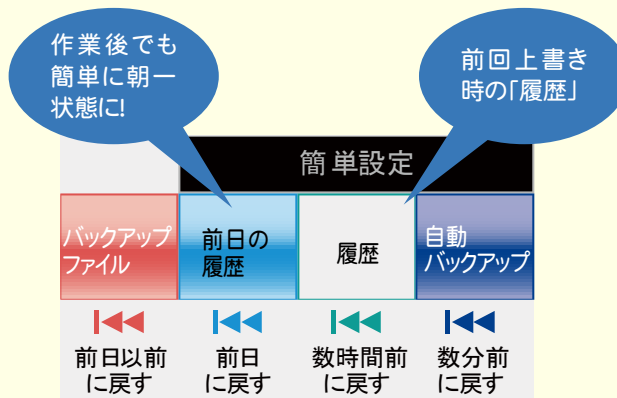 作業後でも
簡単に朝一
状態に!
前回上書き
時の「履歴」
簡単設定
バックアップ
ファイル
前日の
履歴
履歴
自動
バックアップ
前日以前
に戻す
前日
に戻す
数時間前
に戻す
数分前
に戻す